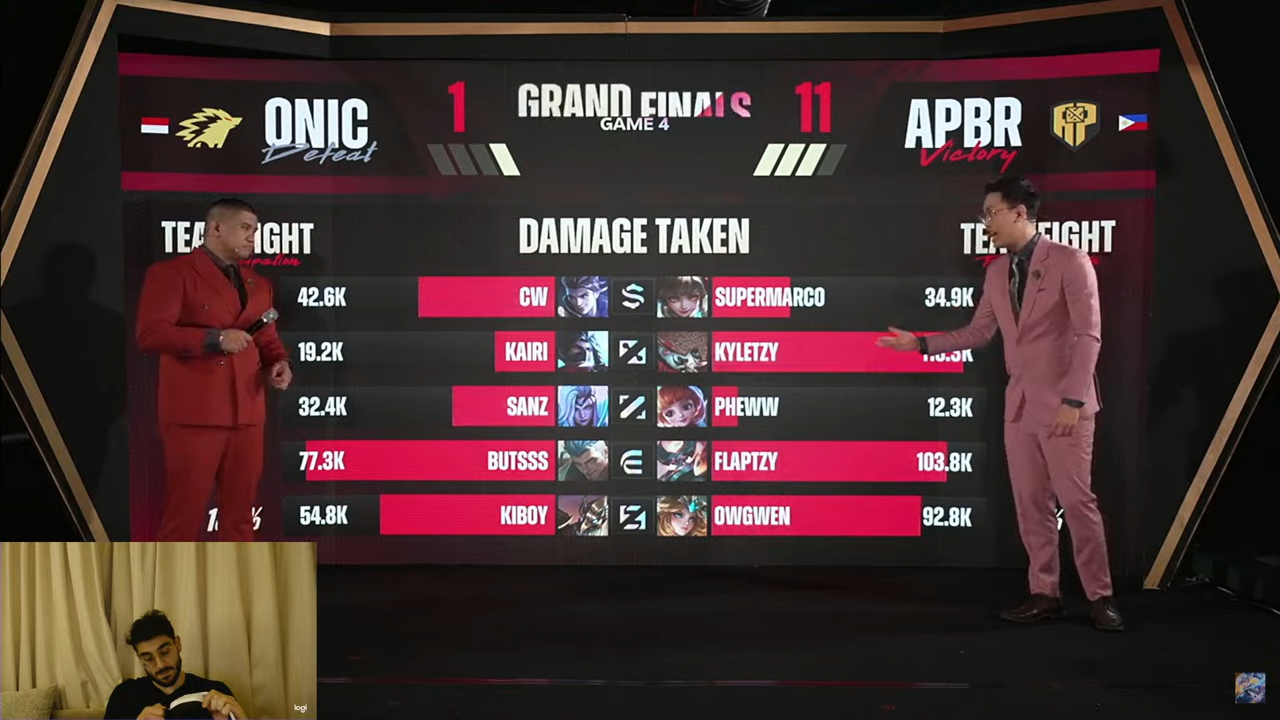 1 GRAND FINALS 11
ONIC GAME 4 APBR
Defeat Victory
DAMAGE TAKEN
42.6K CW SUPERMARCO 34.9K
19.2K KAIRI KYLETZY
32.4K SANZ PHEWW 12.3K
77.3K BUTSSS FLAPTZY 103.8K
54.8K KIBOY OWGWEN 92.8K
logi